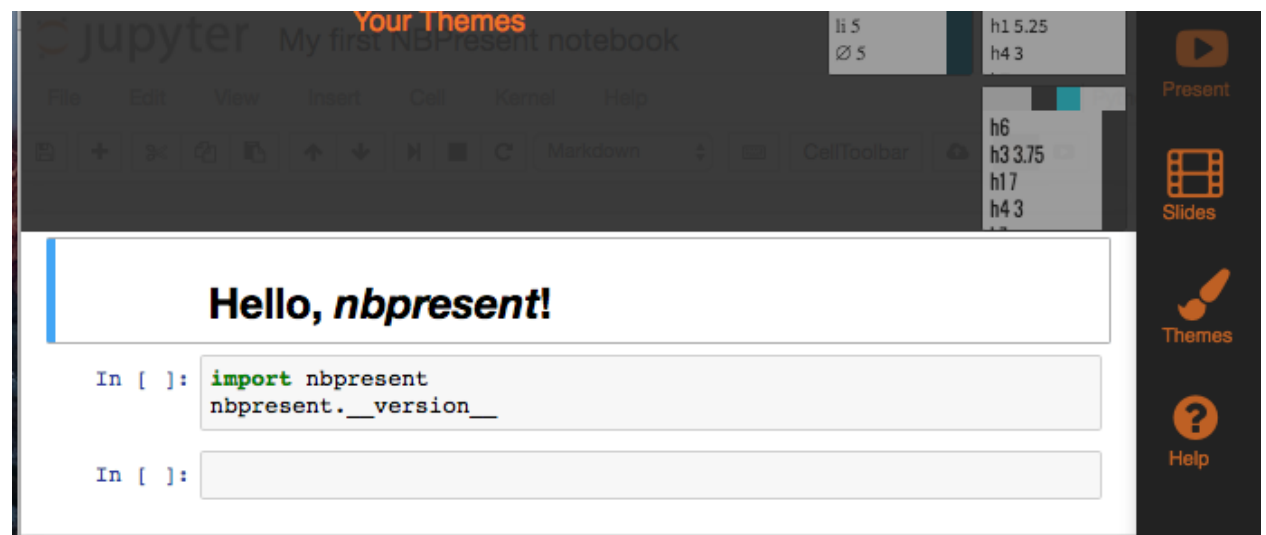 Your Themes
jupyter My first NBPresent notebook
File Edit View Insert Cell Kernel Help
Markdown CellToolbar
li 5
∅ 5
h1 5.25
h4 3
h6
h3 3.75
h1 7
h4 3
Present
Slides
Themes
Help
Hello, nbpresent!
In [ ]: import nbpresent
nbpresent.__version__
In [ ]: